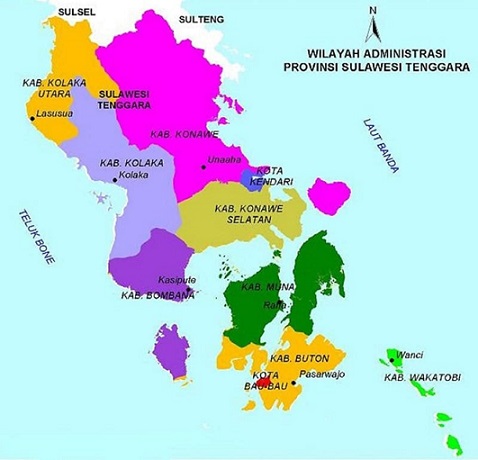 SULSEL
SULTENG
N
WILAYAH ADMINISTRASI
PROVINSI SULAWESI TENGGARA
KAB. KOLAKA
UTARA
Lasusua
SULAWESI
TENGGARA
KAB. KONAWE
LAUT BANDA
KAB. KOLAKA
Kolaka
Unaaha
KOTA
KENDARI
KAB. KONAWE
SELATAN
TELUK BONE
Kasipute
KAB. BOMBANA
KAB. MUNA
Raha
KAB. BUTON
KOTA
BAU-BAU
Pasarwajo
Wanci
KAB. WAKATOBI